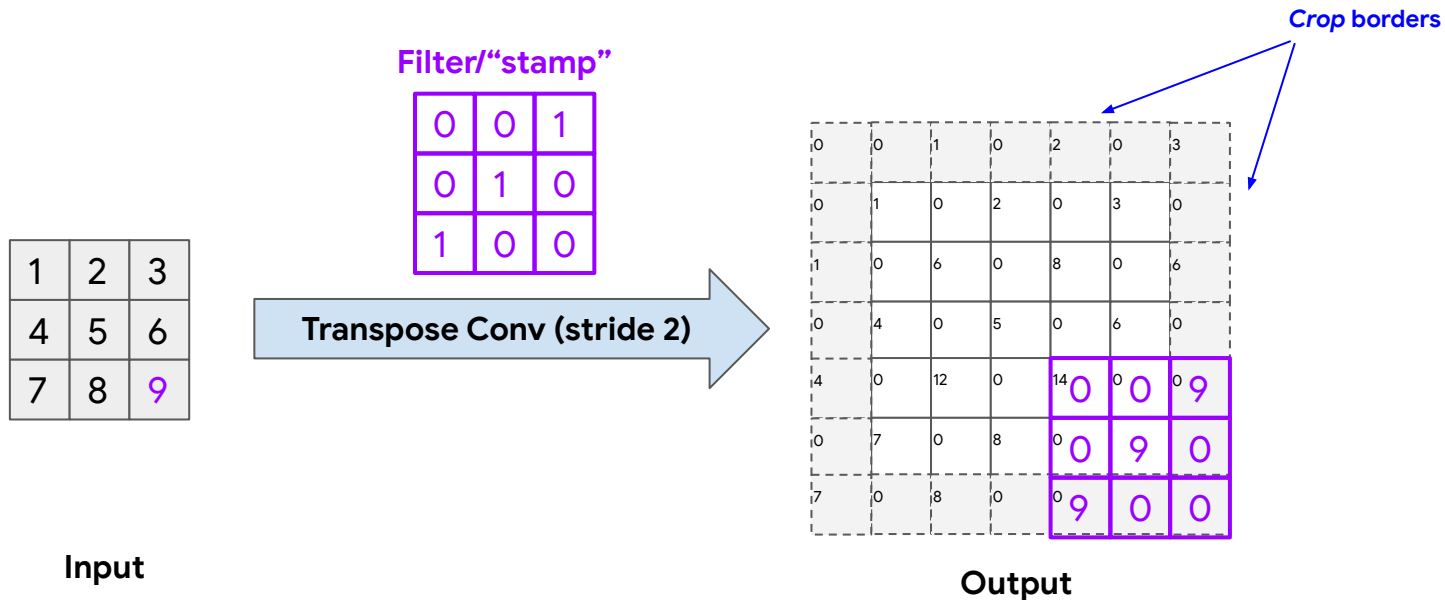 Crop borders
Filter/“stamp”
0 0 1
0 1 0
1 0 0
1 2 3
4 5 6
7 8 9
Transpose Conv (stride 2)
0 0 1 0 2 0 3
0 1 0 2 0 3 0
1 0 6 0 8 0 6
0 4 0 5 0 6 0
4 0 12 0 14 0 0 0 0 9
0 7 0 8 0 0 9 0
7 0 8 0 0 9 0 0
Input
Output